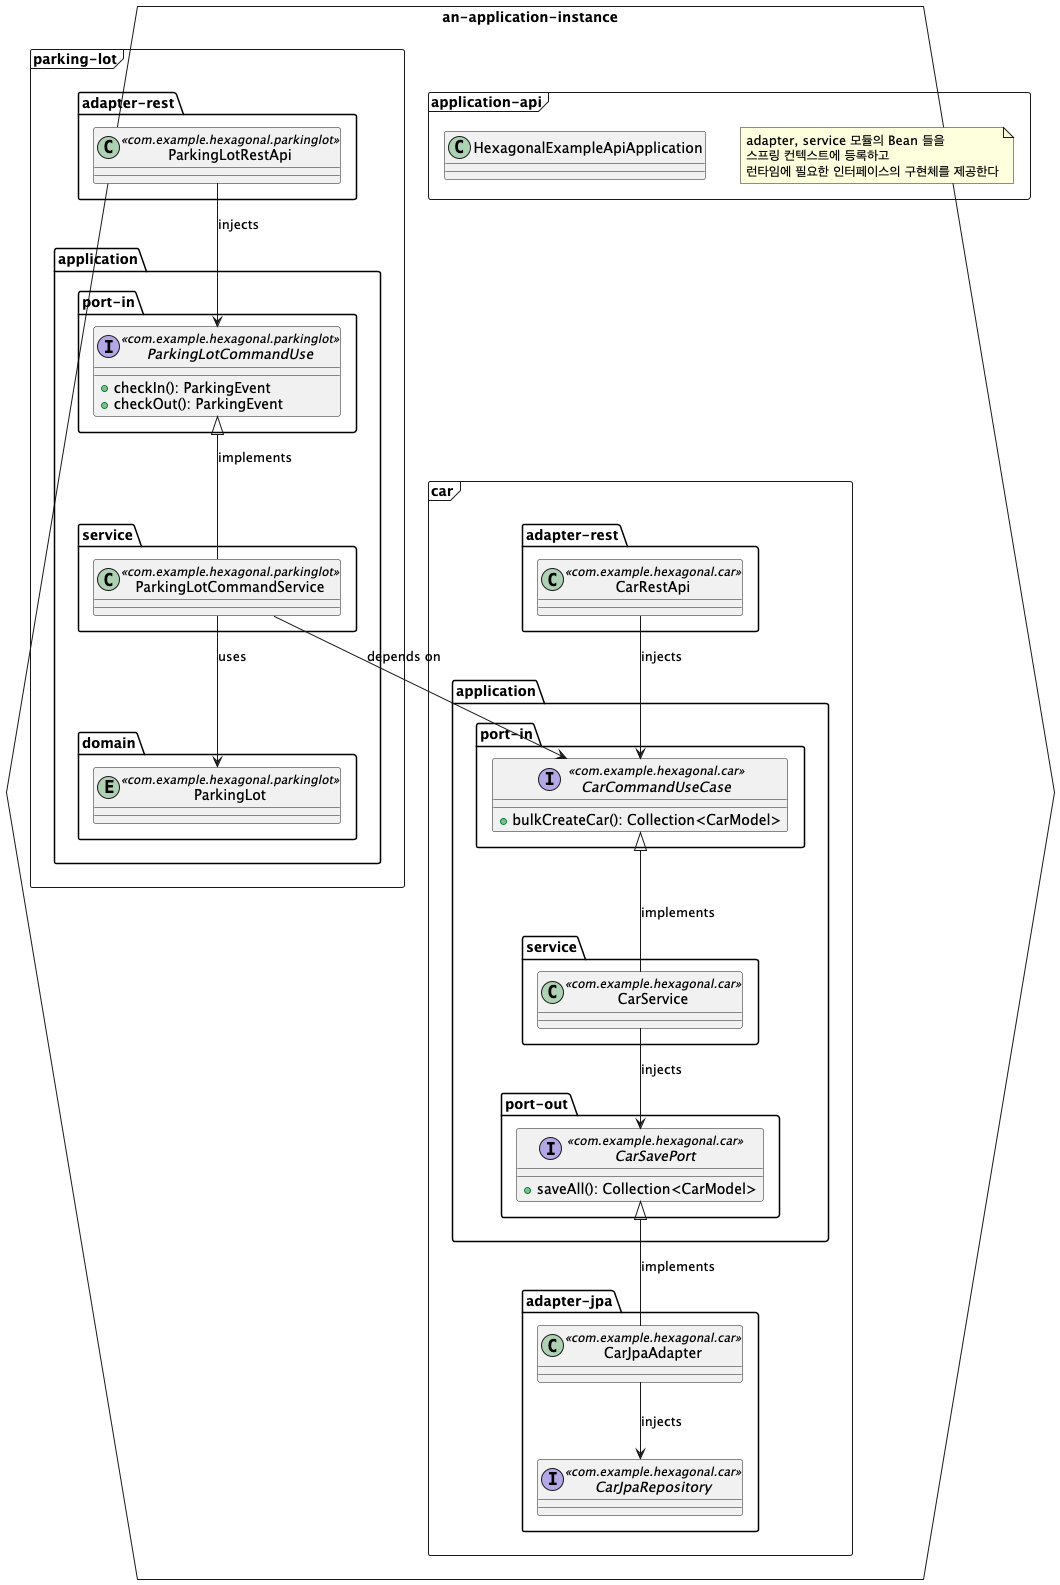 an-application-instance
parking-lot
adapter-rest
C
«com.example.hexagonal.parkinglot»
ParkingLotRestApi
injects
application
port-in
I
«com.example.hexagonal.parkinglot»
ParkingLotCommandUse
checkIn(): ParkingEvent
checkOut(): ParkingEvent
implements
service
C
«com.example.hexagonal.parkinglot»
ParkingLotCommandService
uses
depends on
domain
E
«com.example.hexagonal.parkinglot»
ParkingLot
application-api
C
HexagonalExampleApiApplication
adapter, service 모듈의 Bean 들을
스프링 컨텍스트에 등록하고
런타임에 필요한 인터페이스의 구현체를 제공한다
car
adapter-rest
C
«com.example.hexagonal.car»
CarRestApi
injects
application
port-in
I
«com.example.hexagonal.car»
CarCommandUseCase
bulkCreateCar(): Collection<CarModel>
implements
service
C
«com.example.hexagonal.car»
CarService
injects
port-out
I
«com.example.hexagonal.car»
CarSavePort
saveAll(): Collection<CarModel>
implements
adapter-jpa
C
«com.example.hexagonal.car»
CarJpaAdapter
injects
I
«com.example.hexagonal.car»
CarJpaRepository